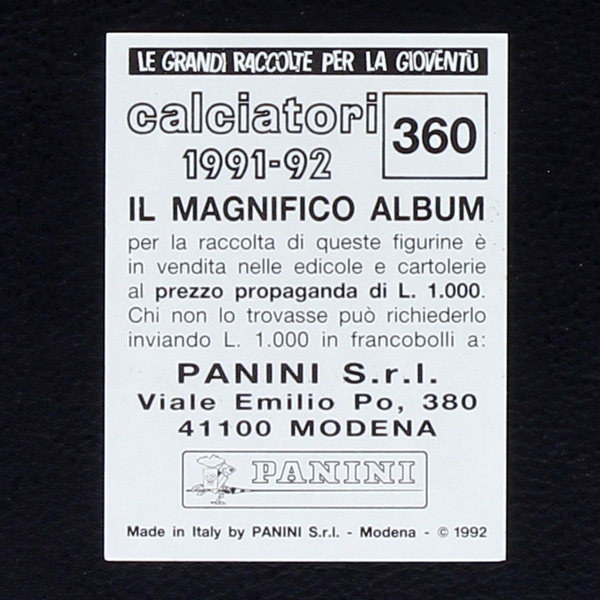 LE GRANDI RACCOLTE PER LA GIOVENTÙ
calciatori
1991-92
360
IL MAGNIFICO ALBUM
per la raccolta di queste figurine è
in vendita nelle edicole e cartolerie
al prezzo propaganda di L. 1.000.
Chi non lo trovasse può richiederlo
inviando L. 1.000 in francobolli a:
PANINI S.r.l.
Viale Emilio Po, 380
41100 MODENA
PANINI
Made in Italy by PANINI S.r.l. - Modena - © 1992